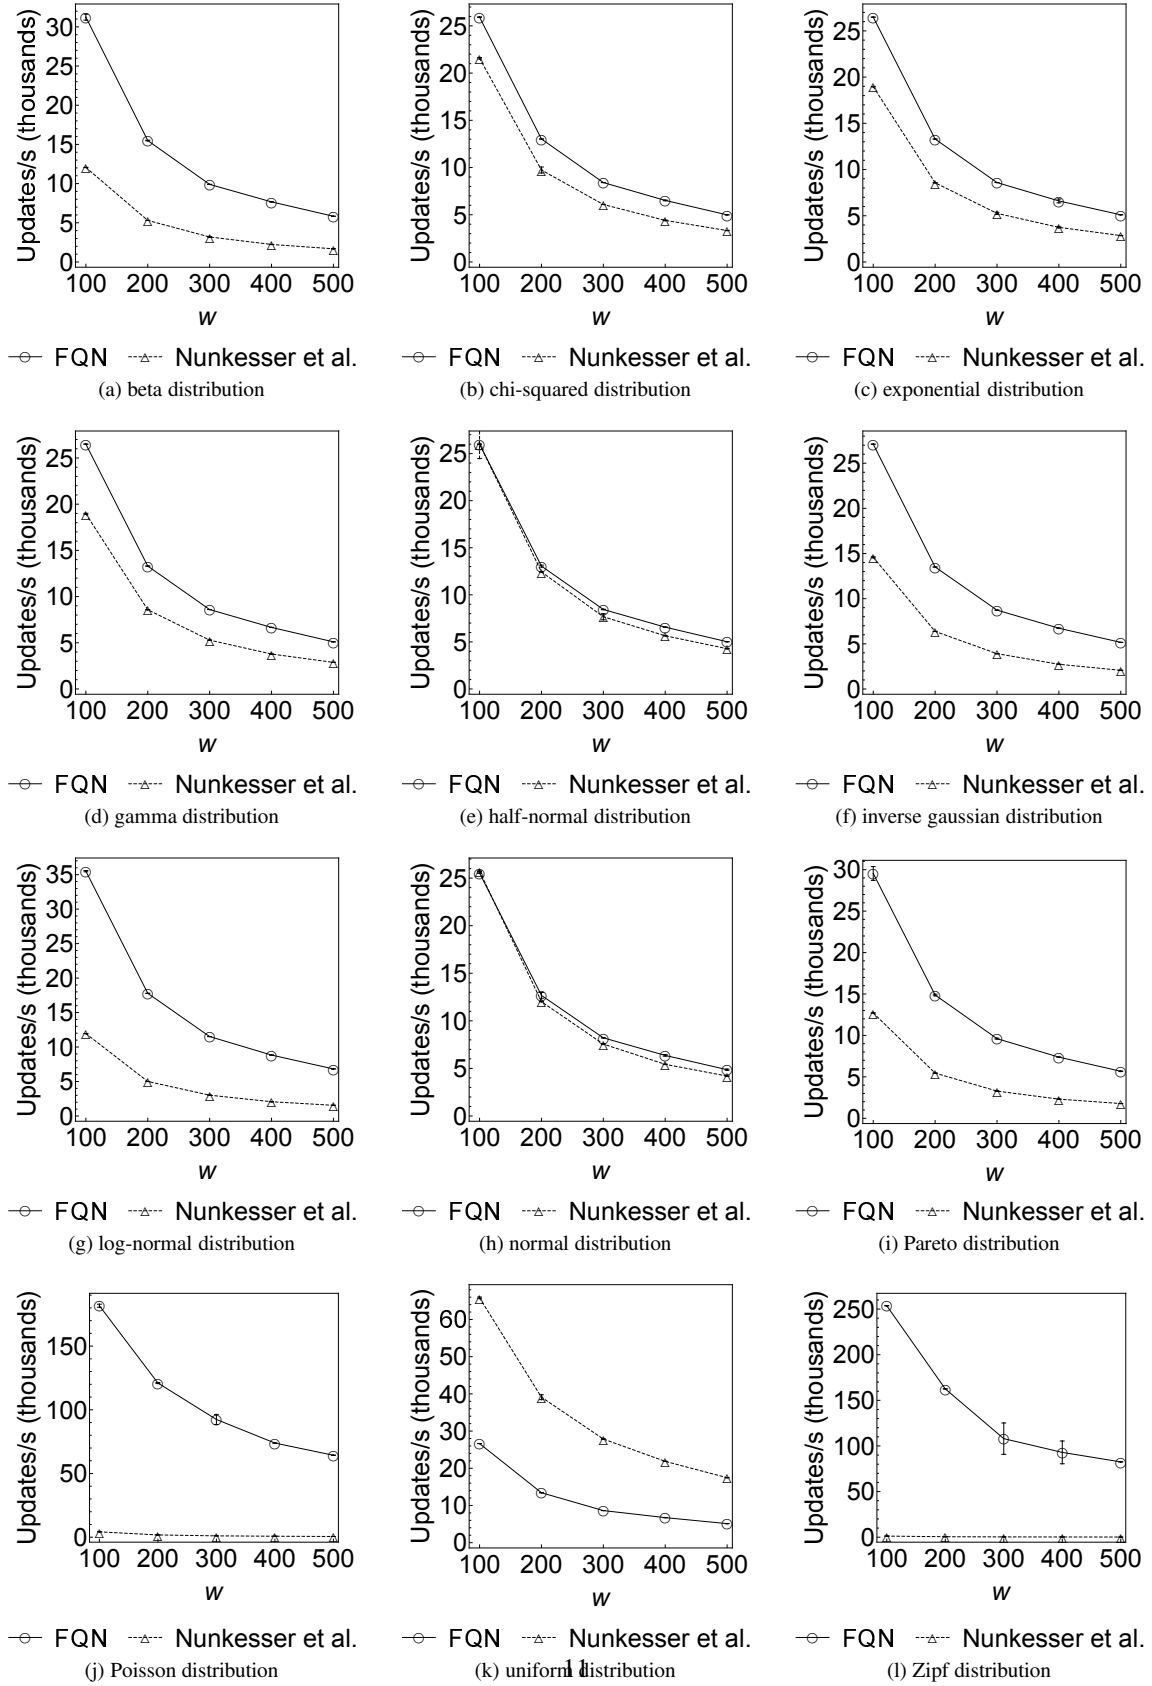 Updates/s (thousands)
30
25
20
15
10
5
0
100 200 300 400 500
w
FQN Nunkesser et al.
(a) beta distribution
Updates/s (thousands)
25
20
15
10
5
0
100 200 300 400 500
w
FQN Nunkesser et al.
(b) chi-squared distribution
Updates/s (thousands)
25
20
15
10
5
0
100 200 300 400 500
w
FQN Nunkesser et al.
(c) exponential distribution
Updates/s (thousands)
25
20
15
10
5
0
100 200 300 400 500
w
FQN Nunkesser et al.
(d) gamma distribution
Updates/s (thousands)
25
20
15
10
5
0
100 200 300 400 500
w
FQN Nunkesser et al.
(e) half-normal distribution
Updates/s (thousands)
25
20
15
10
5
0
100 200 300 400 500
w
FQN Nunkesser et al.
(f) inverse gaussian distribution
Updates/s (thousands)
35
30
25
20
15
10
5
0
100 200 300 400 500
w
FQN Nunkesser et al.
(g) log-normal distribution
Updates/s (thousands)
25
20
15
10
5
0
100 200 300 400 500
w
FQN Nunkesser et al.
(h) normal distribution
Updates/s (thousands)
30
25
20
15
10
5
0
100 200 300 400 500
w
FQN Nunkesser et al.
(i) Pareto distribution
Updates/s (thousands)
150
100
50
0
100 200 300 400 500
w
FQN Nunkesser et al.
(j) Poisson distribution
Updates/s (thousands)
60
50
40
30
20
10
0
100 200 300 400 500
w
FQN Nunkesser et al.
(k) uniform distribution
11
Updates/s (thousands)
250
200
150
100
50
0
100 200 300 400 500
w
FQN Nunkesser et al.
(l) Zipf distribution